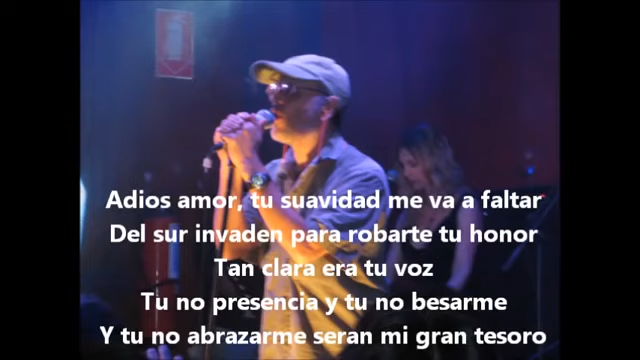 Adios amor, tu suavidad me va a faltar
Del sur invaden para robarte tu honor
Tan clara era tu voz
Tu no presencia y tu no besarme
Y tu no abrazarme seran mi gran tesoro